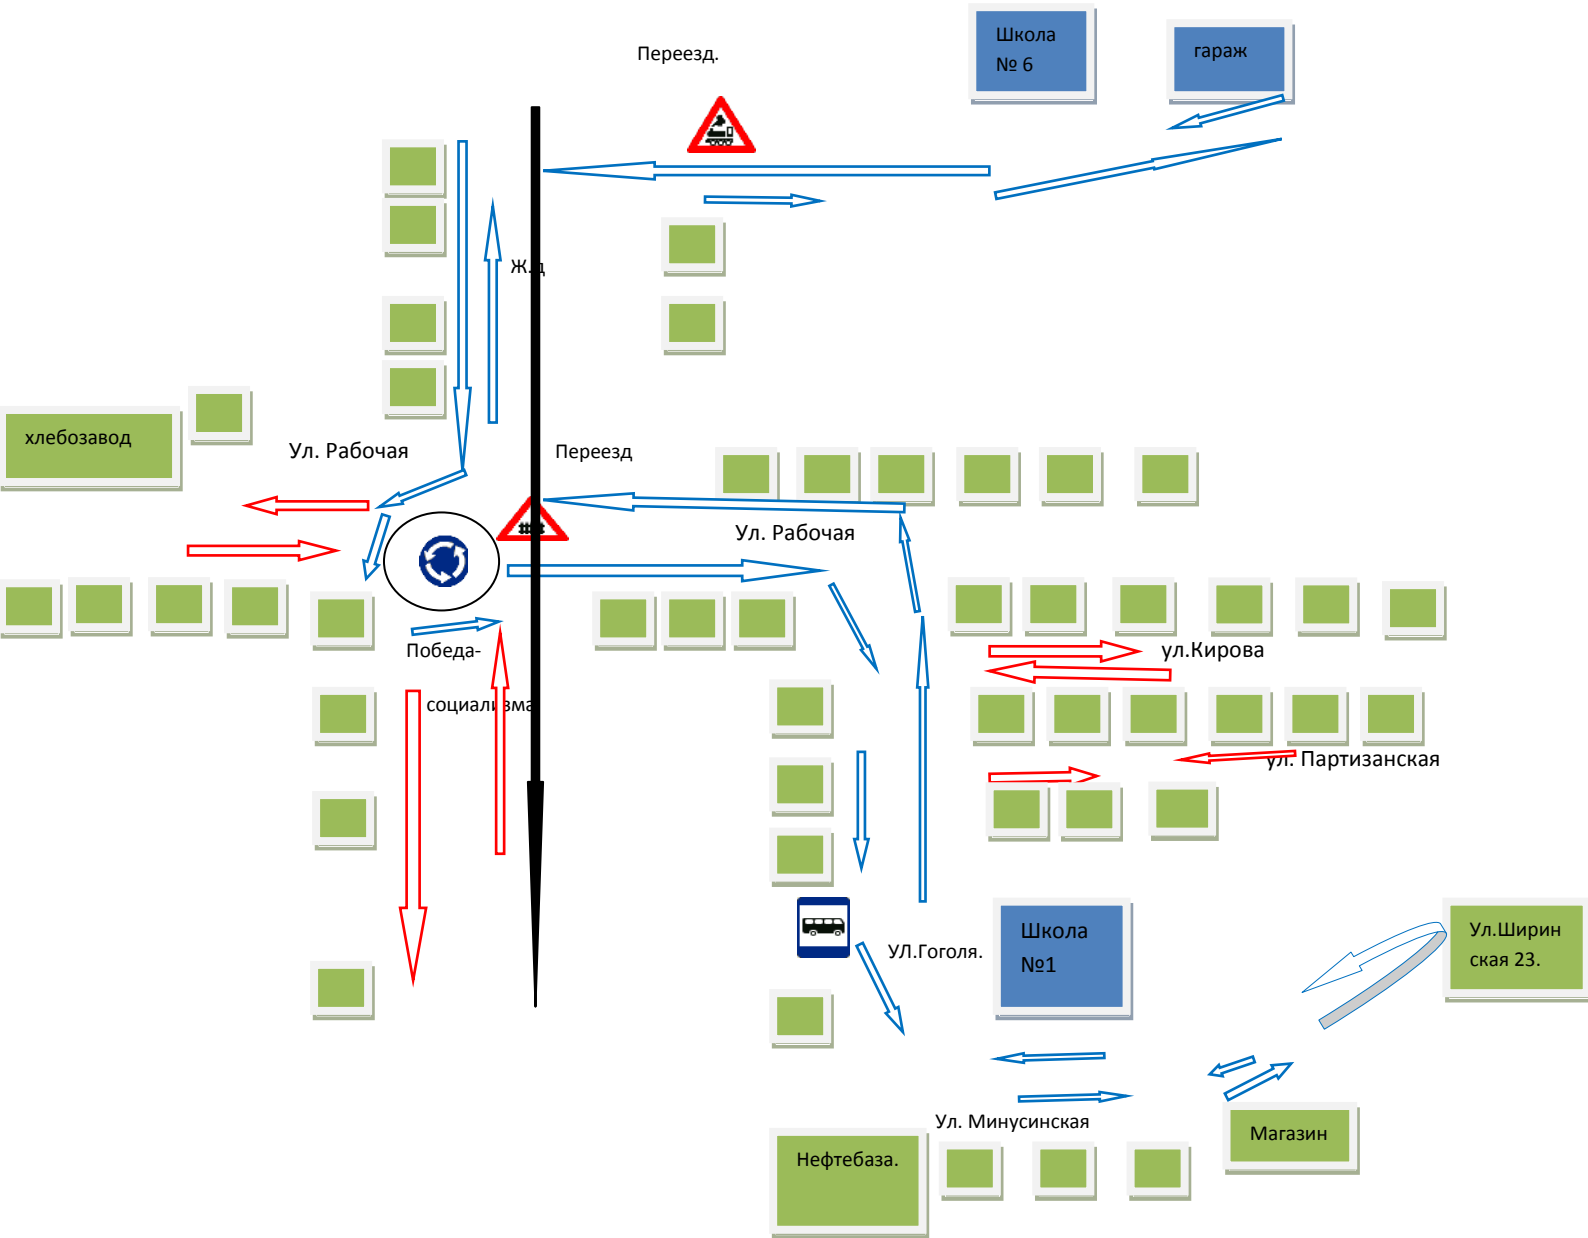 Школа
№ 6
гараж
Переезд.
Ж.д
хлебозавод
Ул. Рабочая
Переезд
Ул. Рабочая
Победа-
социализма
ул.Кирова
ул. Партизанская
УЛ.Гоголя.
Школа
№1
Ул.Ширин
ская 23.
Ул. Минусинская
Магазин
Нефтебаза.